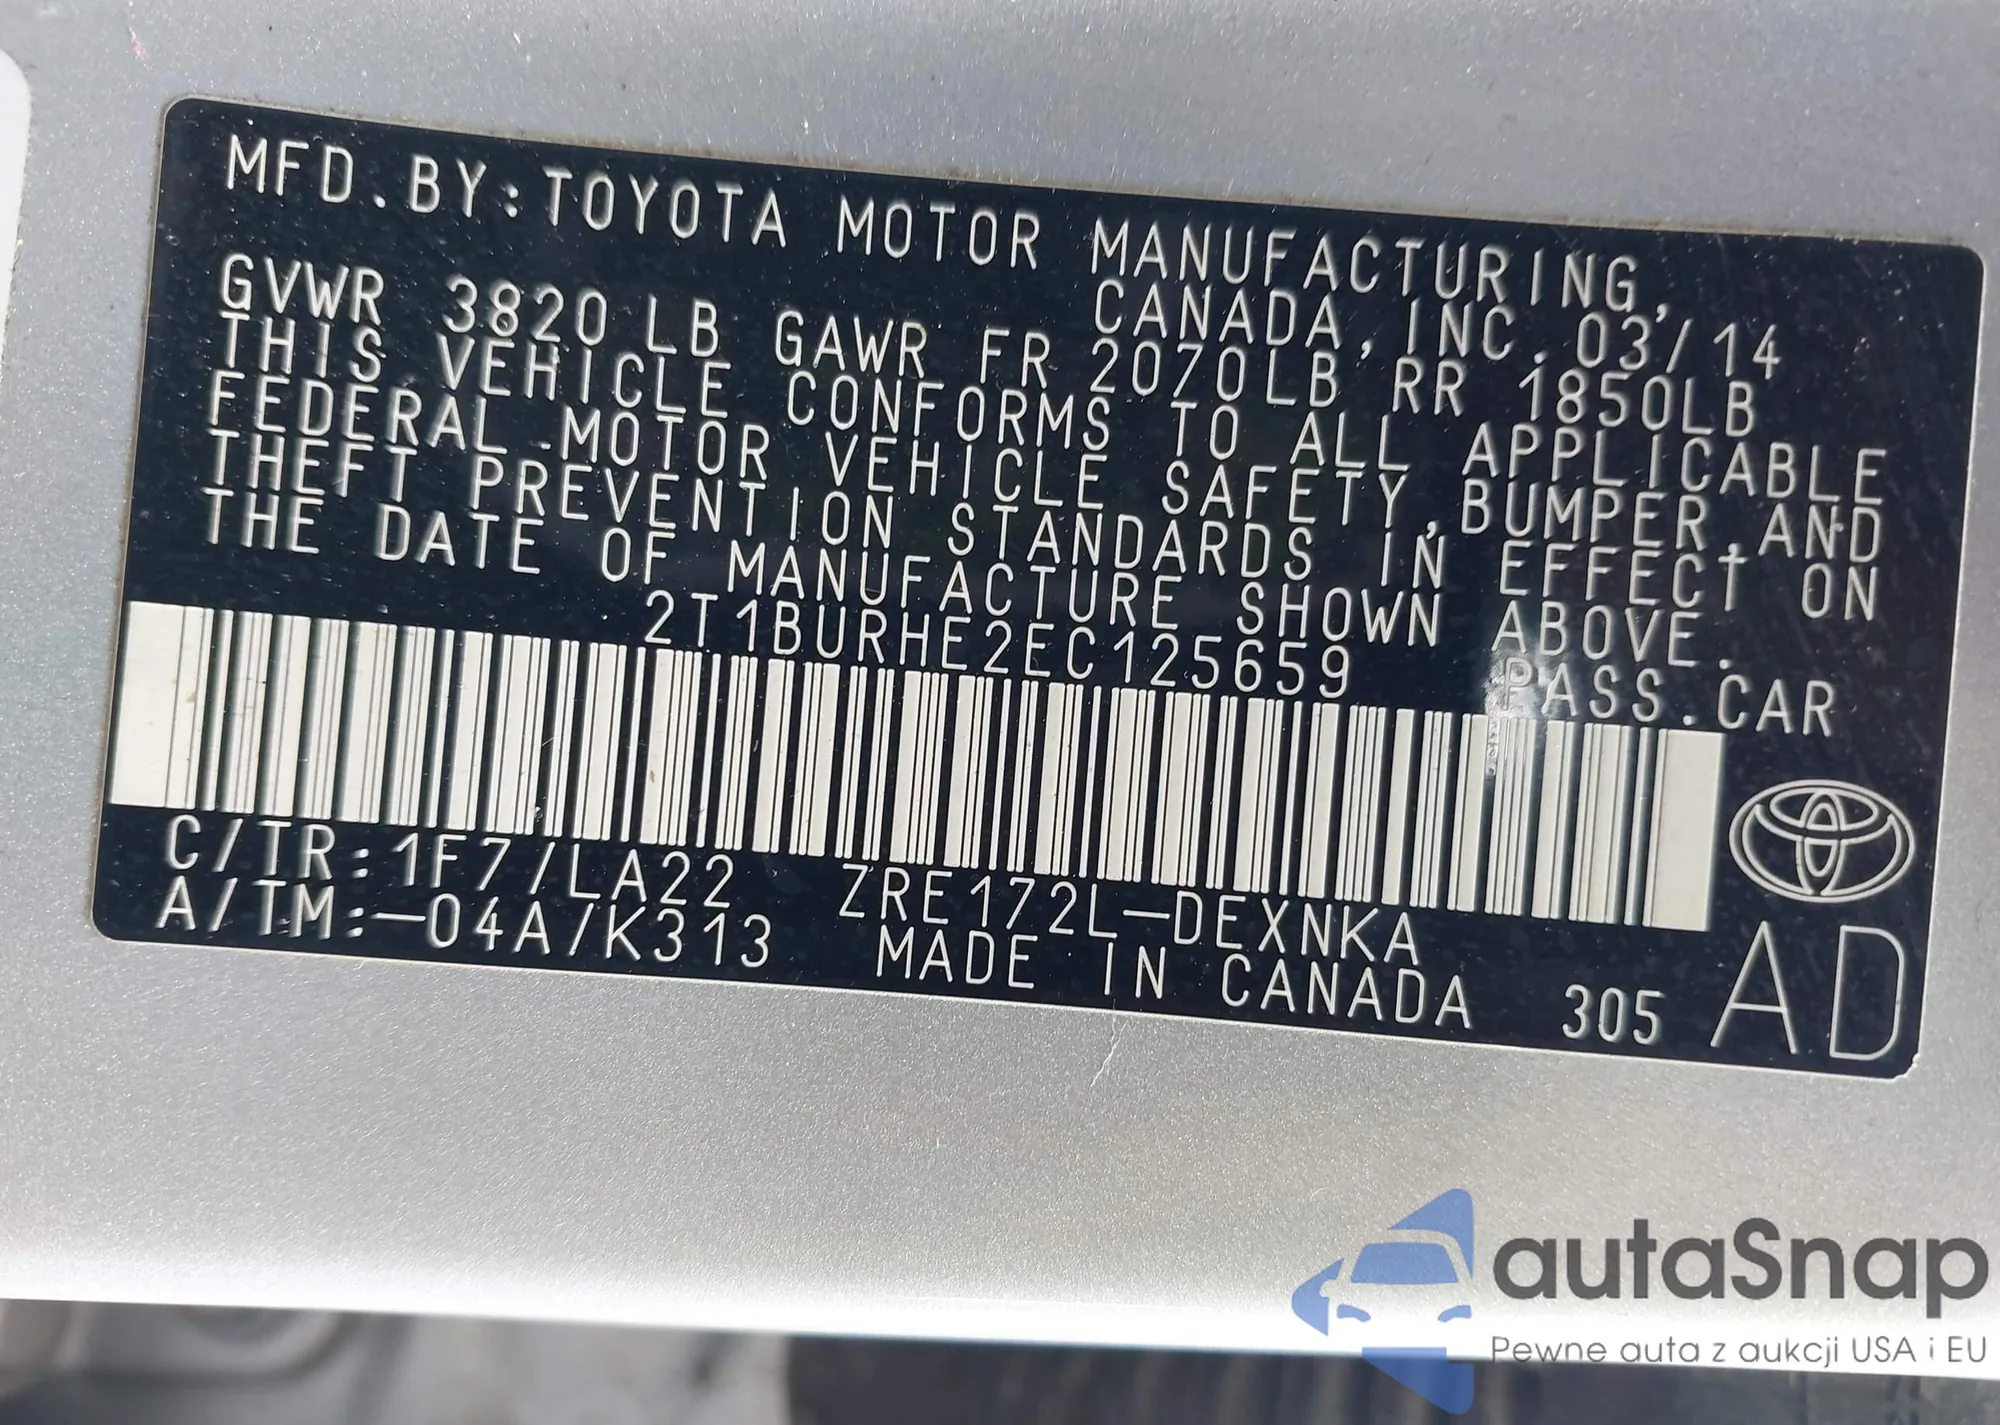 MFD.BY:TOYOTA MOTOR MANUFACTURING,
CANADA,INC.03/14
GVWR 3820LB GAWR FR 2070LB RR 1850LB
THIS VEHICLE CONFORMS TO ALL APPLICABLE
FEDERAL MOTOR VEHICLE SAFETY,BUMPER,AND
THEFT PREVENTION STANDARDS IN EFFECT ON
THE DATE OF MANUFACTURE SHOWN ABOVE.
2T1BURHE2EC125659 PASS.CAR
C/TR:1F7/LA22 ZRE172L-DEXNKA
A/TM:-04A/K313 MADE IN CANADA 305 AD
autaSnap
Pewne auta z aukcji USA i EU